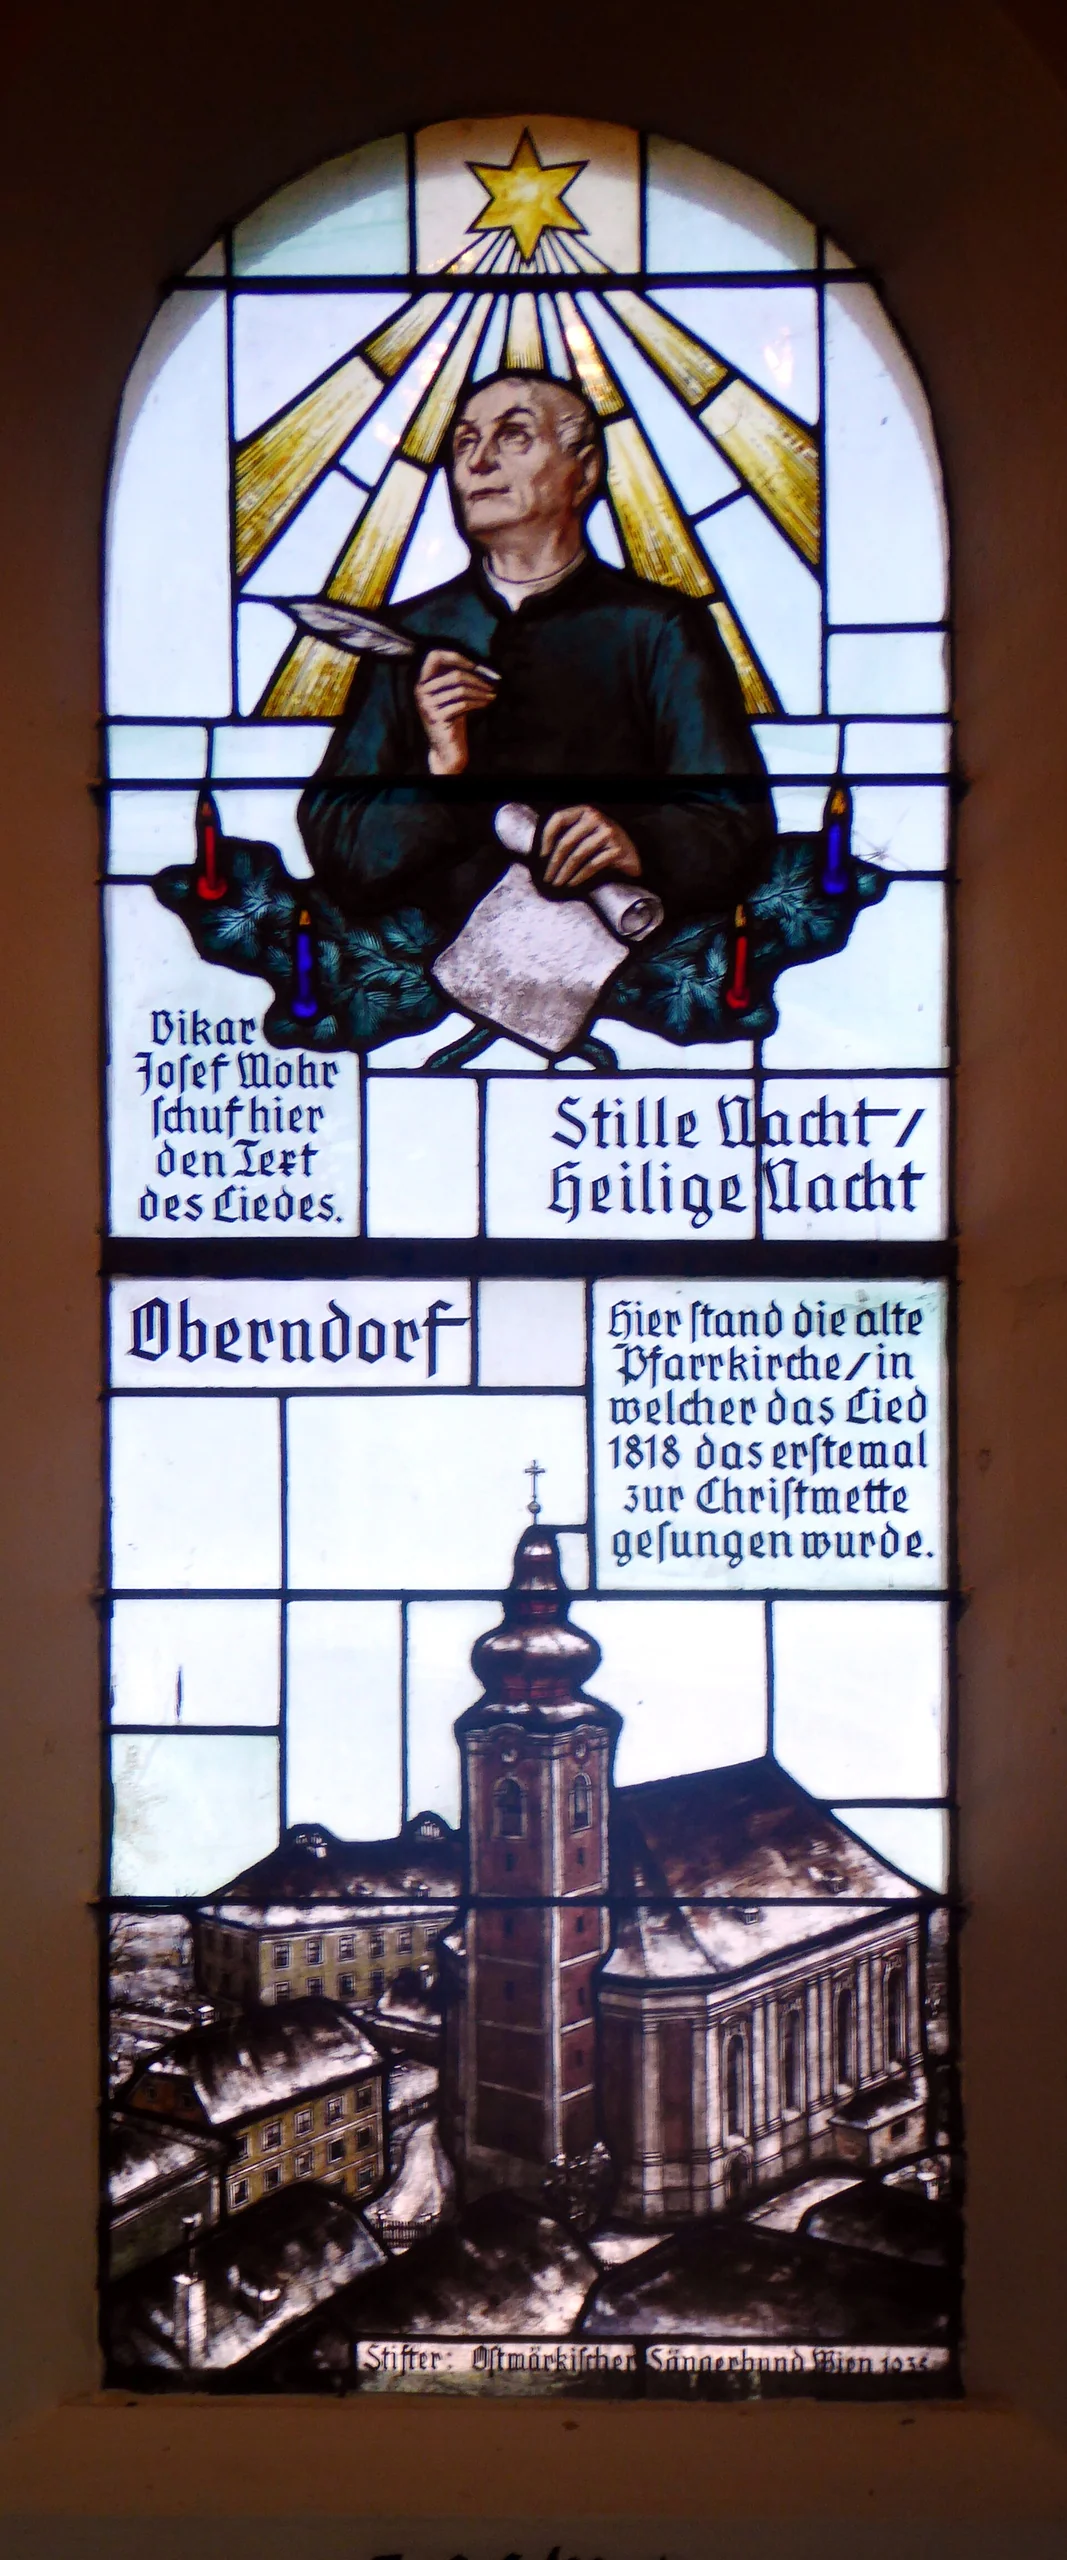 Vikar
Joſef Mohr
ſchuf hier
den Text
des Liedes.
Stille Nacht/
Heilige Nacht
Oberndorf
Hier ſtand die alte
Pfarrkirche/in
welcher das Lied
1818 das erſtemal
zur Chriſtmette
geſungen wurde.
Stifter: Oſtmärkiſcher Sängerbund Wien 1935